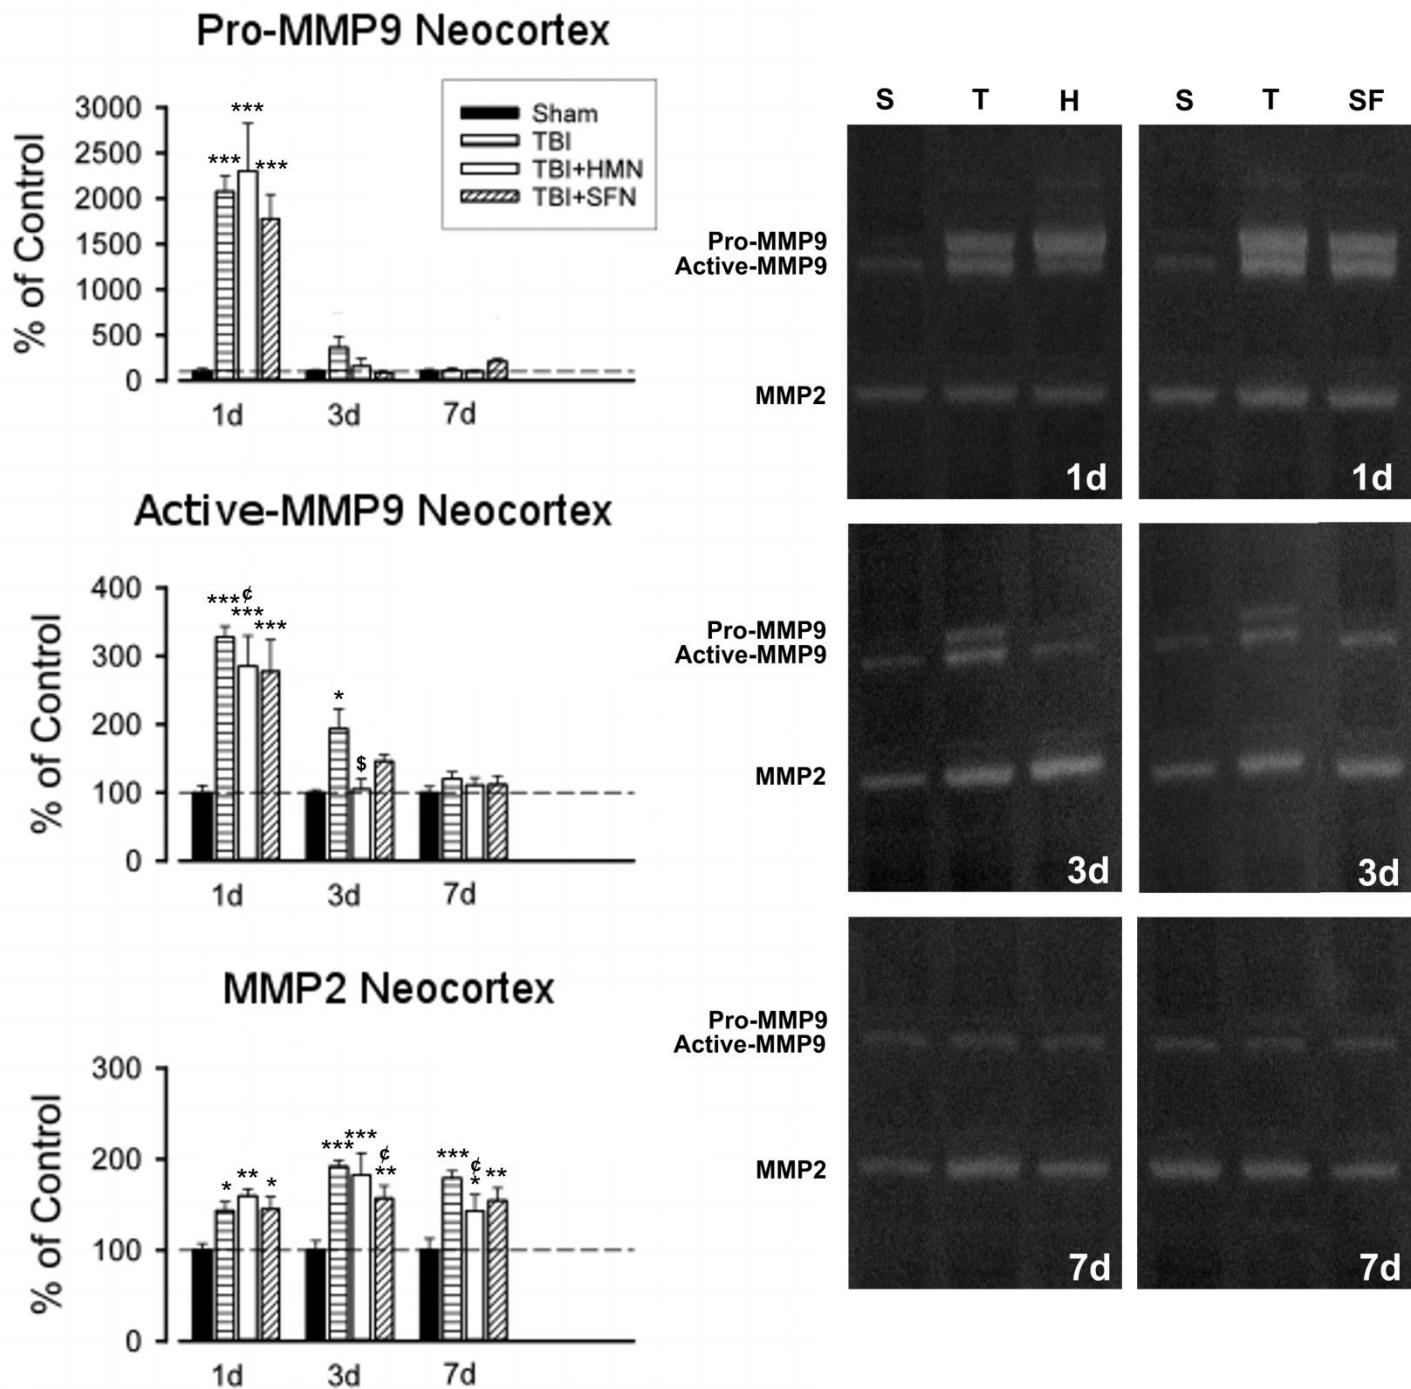 Pro-MMP9 Neocortex
% of Control
3000
2500
2000
1500
1000
500
0
***
***
***
Sham
TBI
TBI+HMN
TBI+SFN
1d 3d 7d
Active-MMP9 Neocortex
% of Control
400
300
200
100
0
***
¢
***
***
*
$
1d 3d 7d
MMP2 Neocortex
% of Control
300
200
100
0
*
**
*
***
***
¢
**
***
¢
*
**
1d 3d 7d
S T H S T SF
Pro-MMP9
Active-MMP9
MMP2
1d 1d
Pro-MMP9
Active-MMP9
MMP2
3d 3d
Pro-MMP9
Active-MMP9
MMP2
7d 7d